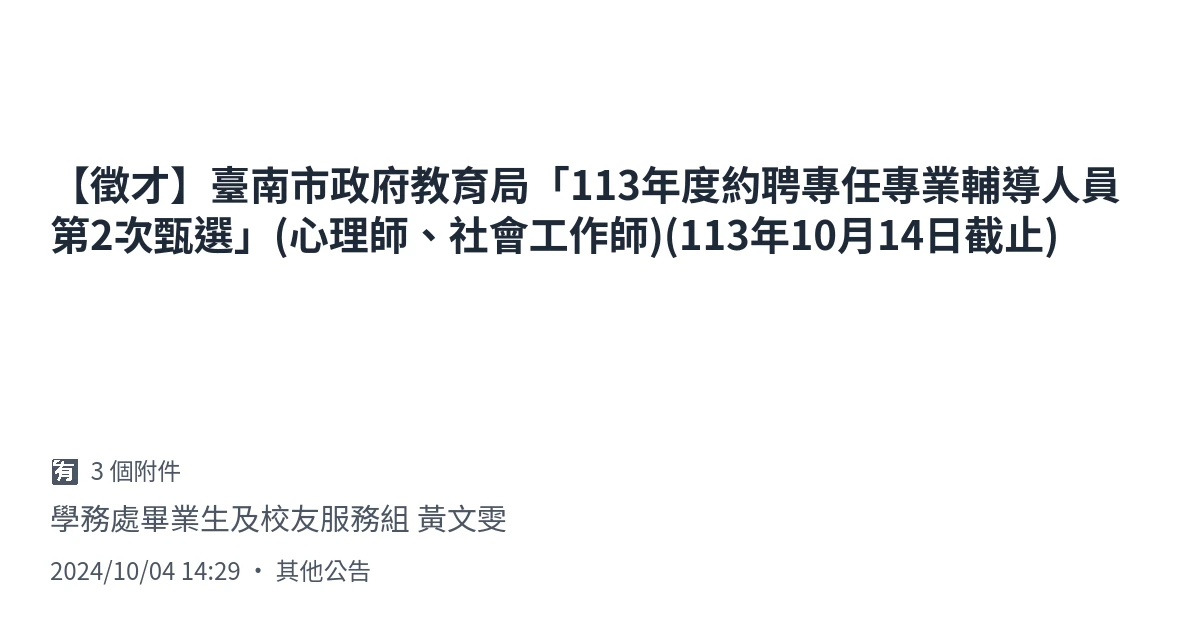 【徵才】臺南市政府教育局「113年度約聘專任專業輔導人員
第2次甄選」(心理師、社會工作師)(113年10月14日截止)
🈶 3 個附件
學務處畢業生及校友服務組 黃文雯
2024/10/04 14:29 ・ 其他公告